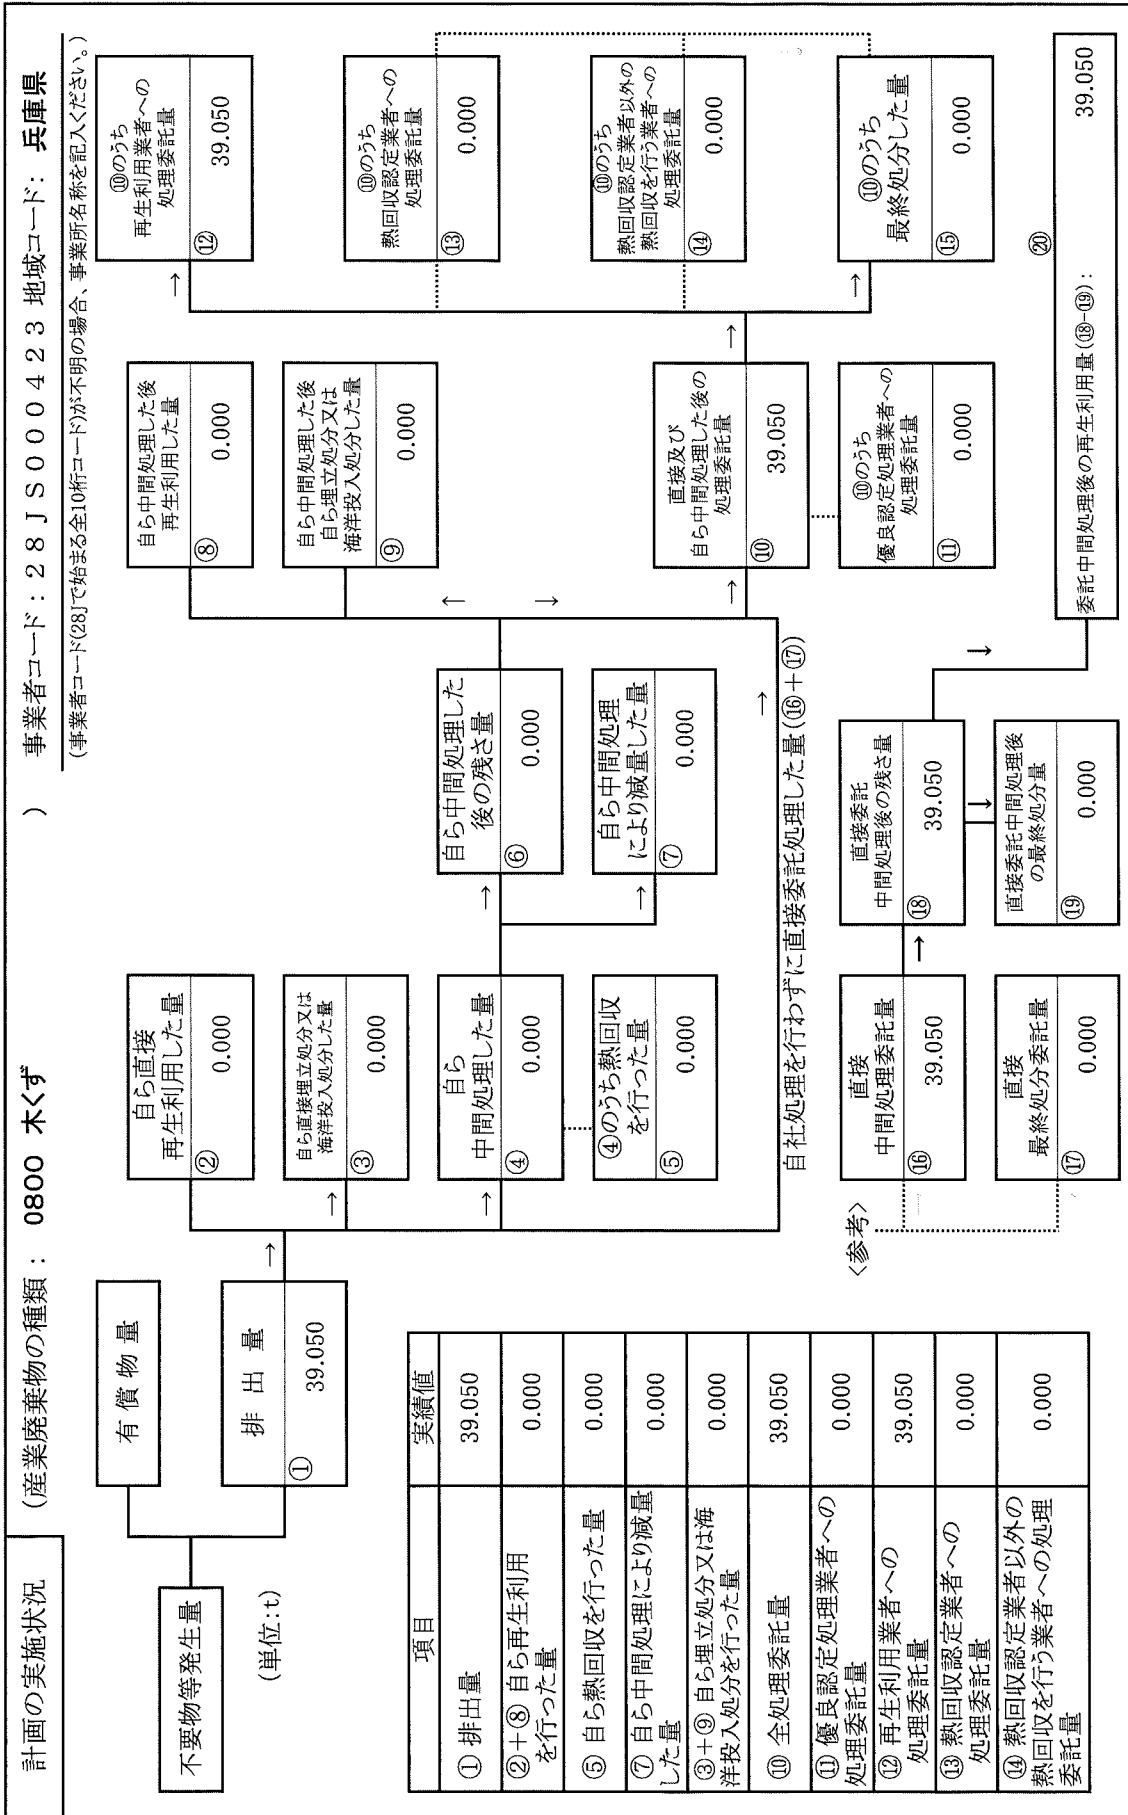 計画の実施状況
(産業廃棄物の種類: 0800 木くず )
事業者コード:28JS000423 地域コード: 兵庫県
(事業者コード(28Jで始まる全10桁コード)が不明の場合、事業所名称を記入ください。)
不要物等発生量
(単位:t)
有償物量
排出量
① 39.050
→
自ら直接
再生利用した量
② 0.000
→
自ら直接埋立処分又は
海洋投入処分した量
③ 0.000
→
自ら
中間処理した量
④ 0.000
④のうち熱回収
を行った量
⑤ 0.000
→
自ら中間処理した
後の残さ量
⑥ 0.000
→
自ら中間処理
により減量した量
⑦ 0.000
自ら中間処理した後
再生利用した量
⑧ 0.000
自ら中間処理した後
自ら埋立処分又は
海洋投入処分した量
⑨ 0.000
↑
↓
→
→
直接及び
自ら中間処理した後の
処理委託量
⑩ 39.050
⑩のうち
優良認定処理業者への
処理委託量
⑪ 0.000
→
→
⑩のうち
再生利用業者への
処理委託量
⑫ 39.050
⑩のうち
熱回収認定業者への
処理委託量
⑬ 0.000
⑩のうち
熱回収認定業者以外の
熱回収を行う業者への
処理委託量
⑭ 0.000
→
⑩のうち
最終処分した量
⑮ 0.000
自社処理を行わずに直接委託処理した量(⑯+⑰)
<参考>
直接
中間処理委託量
⑯ 39.050
直接
最終処分委託量
⑰ 0.000
→
直接委託
中間処理後の残さ量
⑱ 39.050
↓
直接委託中間処理後
の最終処分量
⑲ 0.000
↓
⑳
委託中間処理後の再生利用量(⑱-⑲): 39.050
項目 実績値
① 排出量 39.050
②+⑧ 自ら再生利用
を行った量 0.000
⑤ 自ら熱回収を行った量 0.000
⑦ 自ら中間処理により減量
した量 0.000
③+⑨ 自ら埋立処分又は海
洋投入処分を行った量 0.000
⑩ 全処理委託量 39.050
⑪ 優良認定処理業者への
処理委託量 0.000
⑫ 再生利用業者への
処理委託量 39.050
⑬ 熱回収認定業者への
処理委託量 0.000
⑭ 熱回収認定業者以外の
熱回収を行う業者への処理
委託量 0.000